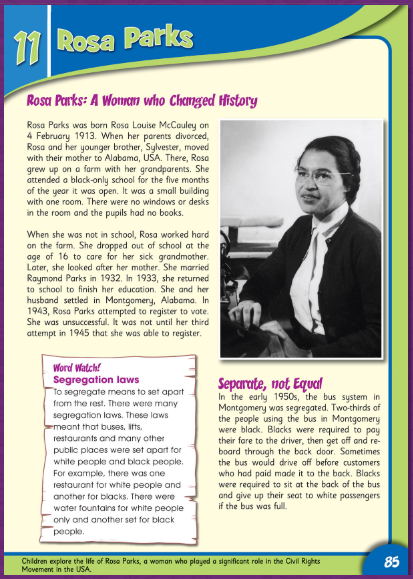 11 Rosa Parks
Rosa Parks: A Woman who Changed History
Rosa Parks was born Rosa Louise McCauley on
4 February 1913. When her parents divorced,
Rosa and her younger brother, Sylvester, moved
with their mother to Alabama, USA. There, Rosa
grew up on a farm with her grandparents. She
attended a black-only school for the five months
of the year it was open. It was a small building
with one room. There were no windows or desks
in the room and the pupils had no books.
When she was not in school, Rosa worked hard
on the farm. She dropped out of school at the
age of 16 to care for her sick grandmother.
Later, she looked after her mother. She married
Raymond Parks in 1932. In 1933, she returned
to school to finish her education. She and her
husband settled in Montgomery, Alabama. In
1943, Rosa Parks attempted to register to vote.
She was unsuccessful. It was not until her third
attempt in 1945 that she was able to register.
Word Watch!
Segregation laws
To segregate means to set apart
from the rest. There were many
segregation laws. These laws
meant that buses, lifts,
restaurants and many other
public places were set apart for
white people and black people.
For example, there was one
restaurant for white people and
another for blacks. There were
water fountains for white people
only and another set for black
people.
Separate, not Equal
In the early 1950s, the bus system in
Montgomery was segregated. Two-thirds of
the people using the bus in Montgomery
were black. Blacks were required to pay
their fare to the driver, then get off and re-
board through the back door. Sometimes
the bus would drive off before customers
who had paid made it to the back. Blacks
were required to sit at the back of the bus
and give up their seat to white passengers
if the bus was full.
Children explore the life of Rosa Parks, a woman who played a significant role in the Civil Rights
Movement in the USA.
85